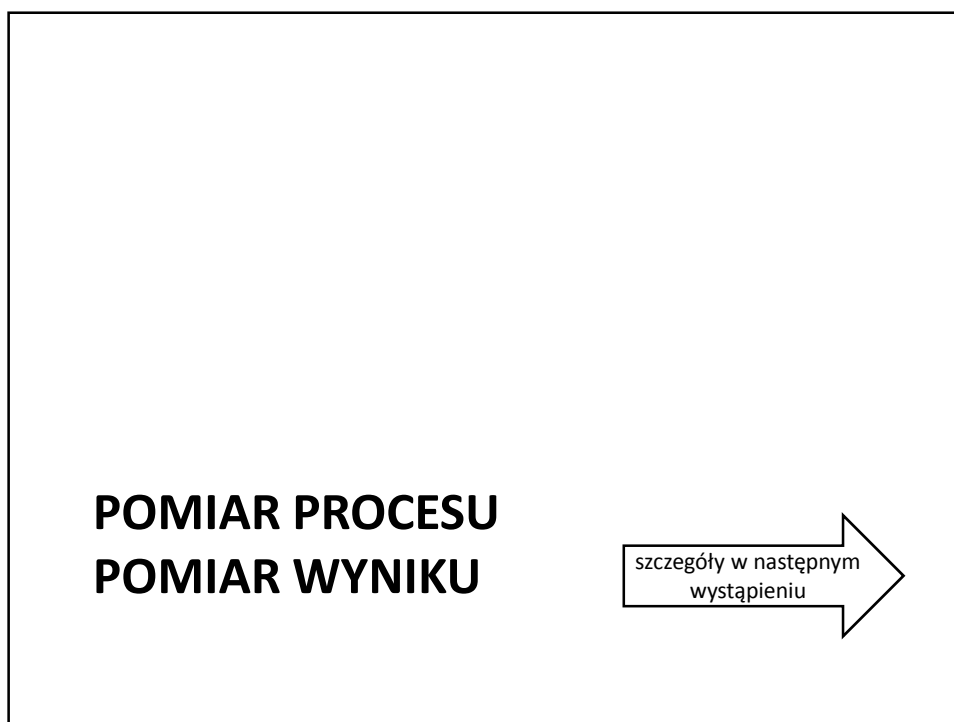 POMIAR PROCESU
POMIAR WYNIKU
szczegóły w następnym
wystąpieniu